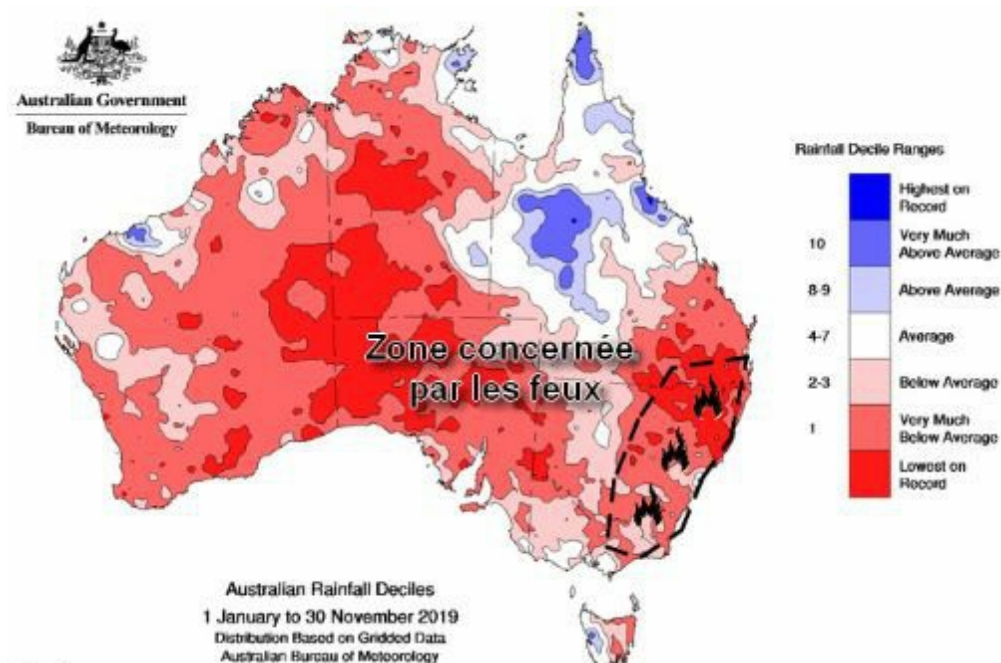 Australian Government
Bureau of Meteorology
Rainfall Decile Ranges
Highest on
Record
10
Very Much
Above Average
8-9
Above Average
4-7
Average
2-3
Below Average
1
Very Much
Below Average
Lowest on
Record
Zone concernée
par les feux
Australian Rainfall Deciles
1 January to 30 November 2019
Distribution Based on Gridded Data
Australian Bureau of Meteorology